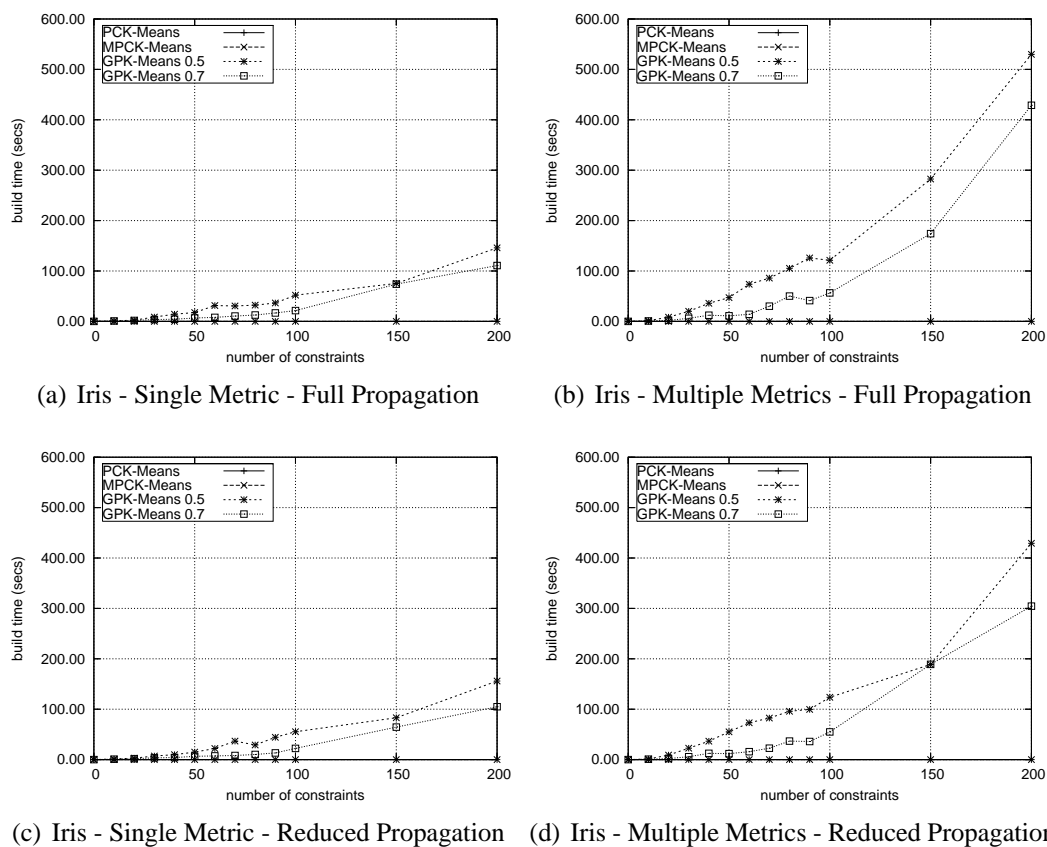 600.00
500.00
400.00
300.00
200.00
100.00
0.00
build time (secs)
PCK-Means
MPCK-Means
GPK-Means 0.5
GPK-Means 0.7
0 50 100 150 200
number of constraints
(a) Iris - Single Metric - Full Propagation
600.00
500.00
400.00
300.00
200.00
100.00
0.00
build time (secs)
PCK-Means
MPCK-Means
GPK-Means 0.5
GPK-Means 0.7
0 50 100 150 200
number of constraints
(b) Iris - Multiple Metrics - Full Propagation
600.00
500.00
400.00
300.00
200.00
100.00
0.00
build time (secs)
PCK-Means
MPCK-Means
GPK-Means 0.5
GPK-Means 0.7
0 50 100 150 200
number of constraints
(c) Iris - Single Metric - Reduced Propagation
600.00
500.00
400.00
300.00
200.00
100.00
0.00
build time (secs)
PCK-Means
MPCK-Means
GPK-Means 0.5
GPK-Means 0.7
0 50 100 150 200
number of constraints
(d) Iris - Multiple Metrics - Reduced Propagation